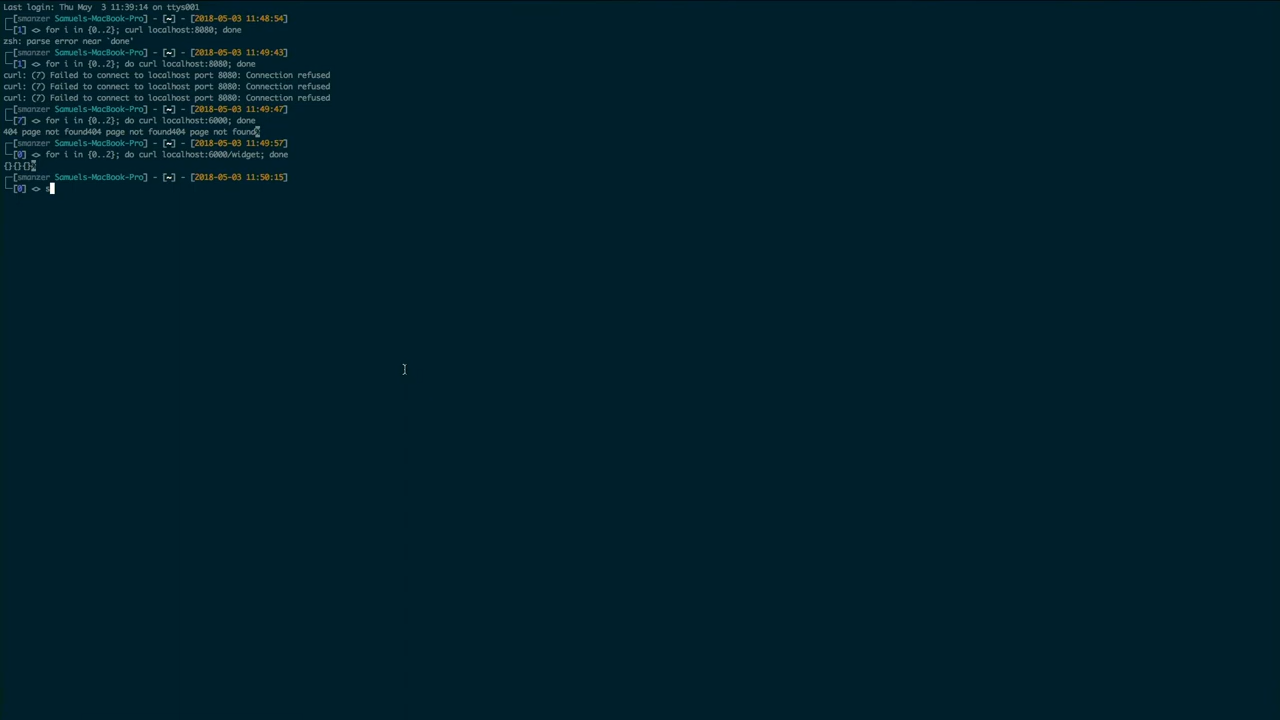 Last login: Thu May  3 11:39:14 on ttys001
┌─[smanzer Samuels-MacBook-Pro] - [~] - [2018-05-03 11:48:54]
└─[1] <> for i in {0..2}; curl localhost:8080; done
zsh: parse error near `done'
┌─[smanzer Samuels-MacBook-Pro] - [~] - [2018-05-03 11:49:43]
└─[1] <> for i in {0..2}; do curl localhost:8080; done
curl: (7) Failed to connect to localhost port 8080: Connection refused
curl: (7) Failed to connect to localhost port 8080: Connection refused
curl: (7) Failed to connect to localhost port 8080: Connection refused
┌─[smanzer Samuels-MacBook-Pro] - [~] - [2018-05-03 11:49:47]
└─[7] <> for i in {0..2}; do curl localhost:6000; done
404 page not found404 page not found404 page not found%
┌─[smanzer Samuels-MacBook-Pro] - [~] - [2018-05-03 11:49:57]
└─[0] <> for i in {0..2}; do curl localhost:6000/widget; done
{}{}{}%
┌─[smanzer Samuels-MacBook-Pro] - [~] - [2018-05-03 11:50:15]
└─[0] <> s